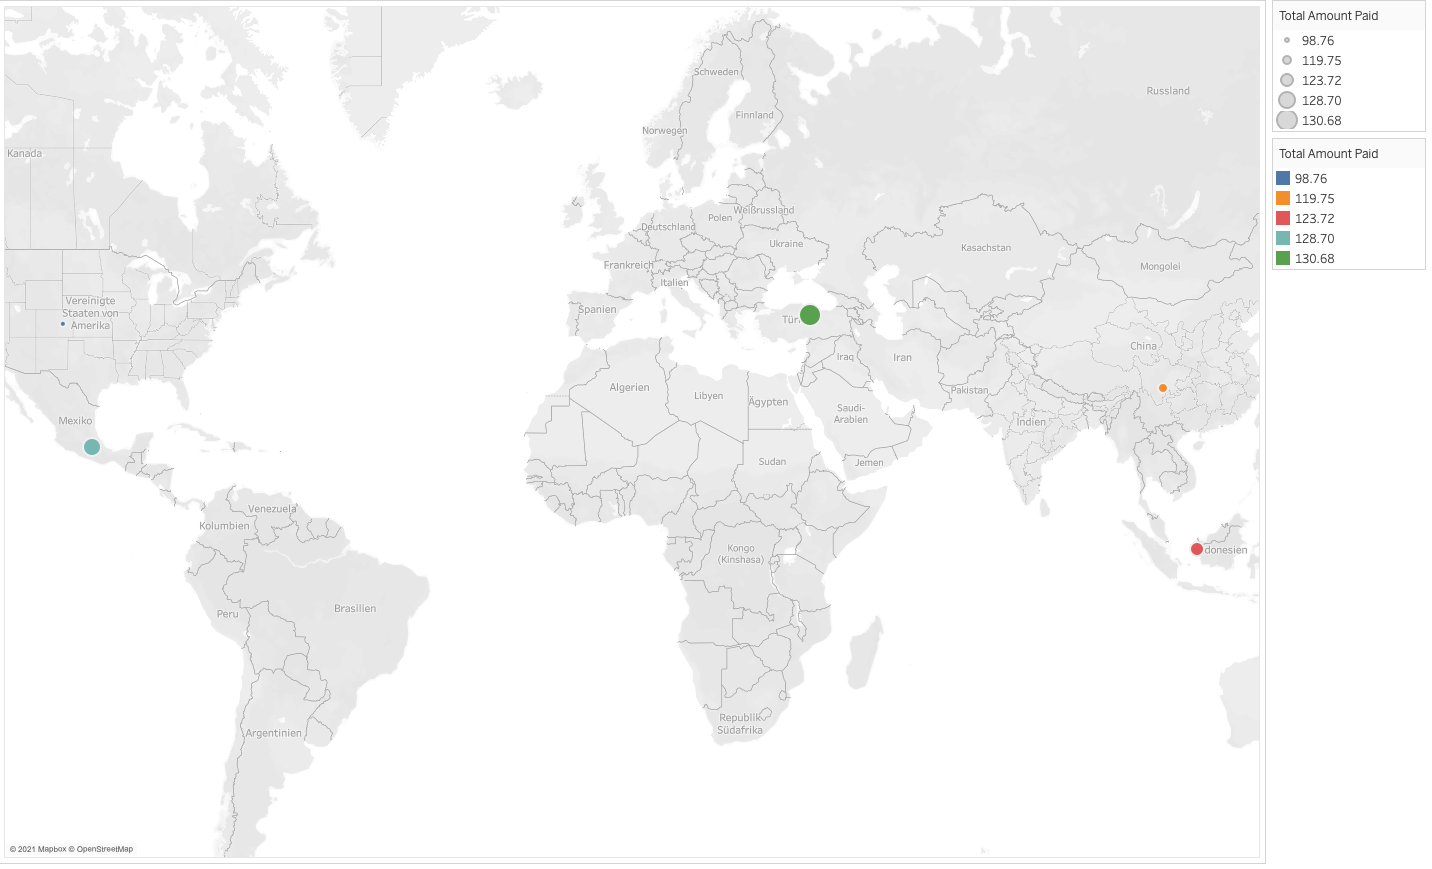 Schweden
Russland
Finnland
Norwegen
Kanada
Polen
Weißrussland
Deutschland
Ukraine
Kasachstan
Frankreich
Mongolei
Italien
Vereinigte
Staaten von
Amerika
Spanien
China
Iraq
Iran
Algerien
Pakistan
Libyen
Ägypten
Saudi-
Arabien
Mexiko
Indien
Sudan
Jemen
Venezuela
Kolumbien
Kongo
(Kinshasa)
donesien
Brasilien
Peru
Republik
Südafrika
Argentinien
© 2021 Mapbox © OpenStreetMap
Total Amount Paid
98.76
119.75
123.72
128.70
130.68
Total Amount Paid
98.76
119.75
123.72
128.70
130.68